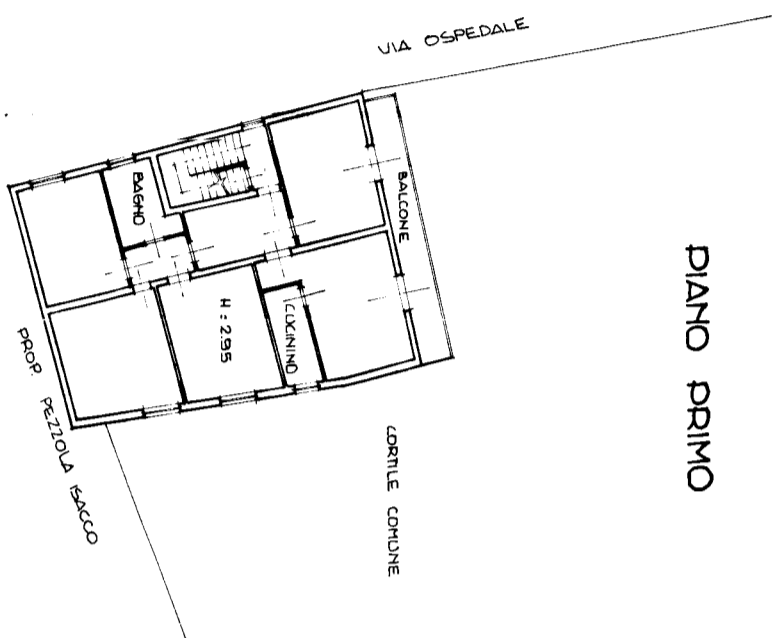 VIA OSPEDALE
BALCONE
BAGNO
H = 2.95
CUCININO
PIANO PRIMO
PROP. PEZZOLA ISACCO
CORTILE COMUNE